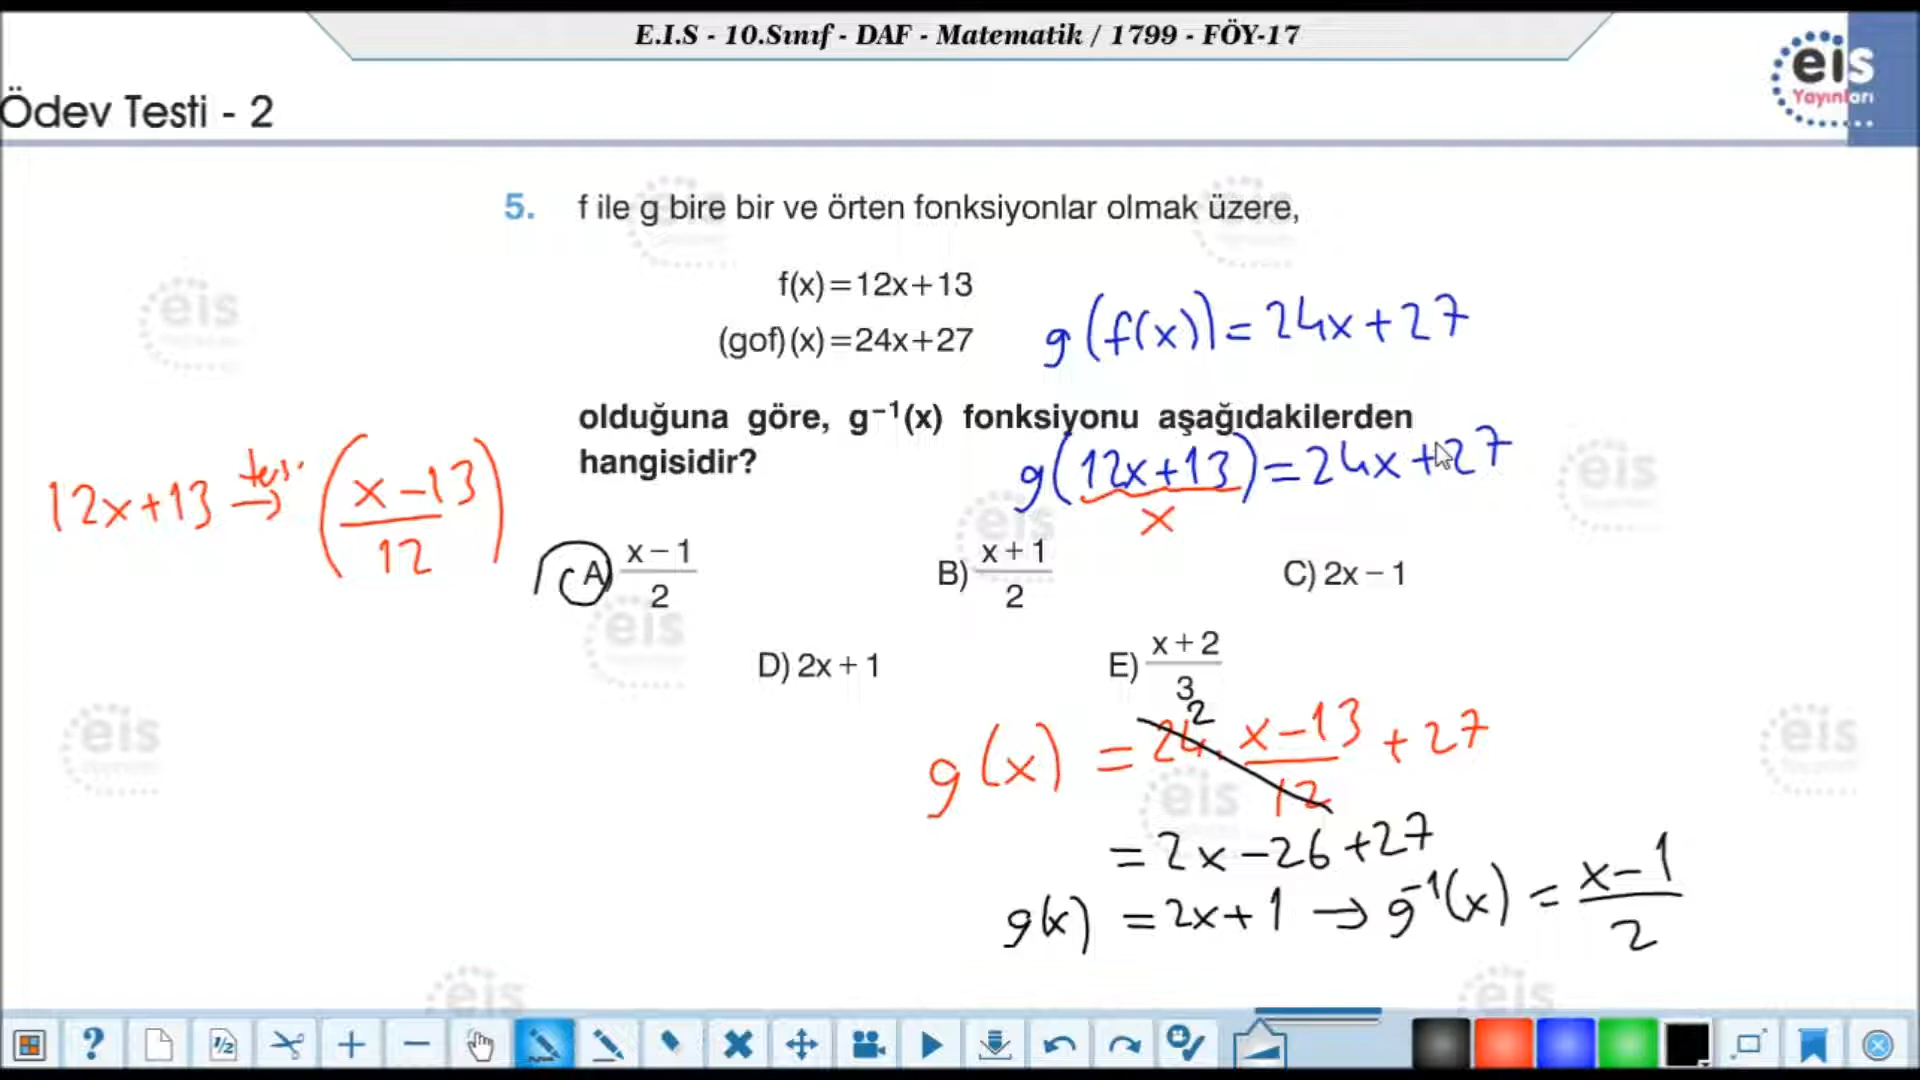 E.I.S - 10.Sınıf - DAF - Matematik / 1799 - FÖY-17
eis
Yayınları
Ödev Testi - 2
5. f ile g bire bir ve örten fonksiyonlar olmak üzere,
f(x)=12x+13
(gof)(x)=24x+27
g(f(x))=24x+27
olduğuna göre, g⁻¹(x) fonksiyonu aşağıdakilerden
hangisidir?
g(12x+13)=24x+27
x
12x+13 ters → (x-13/12)
A) x-1/2
B) x+1/2
C) 2x-1
D) 2x+1
E) x+2/3
g(x) = 24. x-13/12 + 27
2
= 2x-26+27
g(x) = 2x+1 → g⁻¹(x) = x-1/2